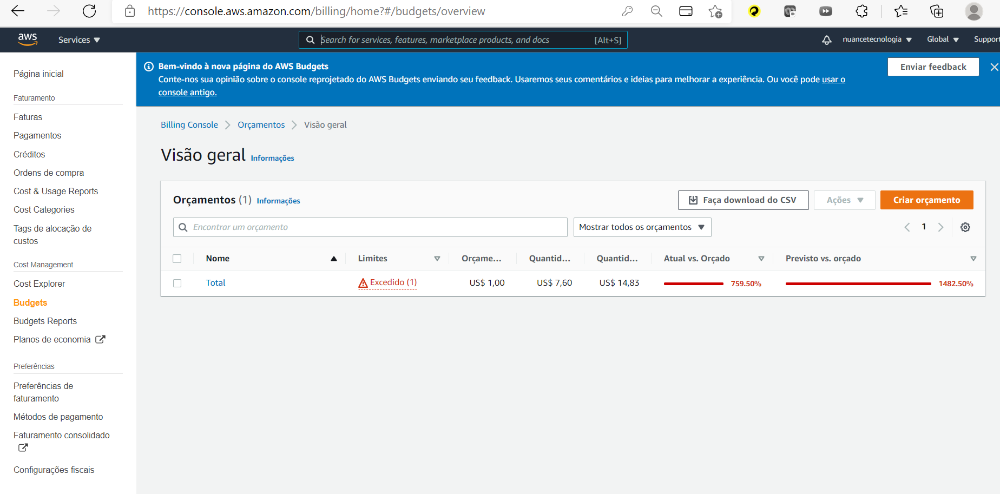 https://console.aws.amazon.com/billing/home?#/budgets/overview
aws
Services
Search for services, features, marketplace products, and docs
[Alt+S]
nuancetecnologia
Global
Support
Página inicial
Faturamento
Faturas
Pagamentos
Créditos
Ordens de compra
Cost & Usage Reports
Cost Categories
Tags de alocação de
custos
Cost Management
Cost Explorer
Budgets
Budgets Reports
Planos de economia
Preferências
Preferências de
faturamento
Métodos de pagamento
Faturamento consolidado
Configurações fiscais
Bem-vindo à nova página do AWS Budgets
Conte-nos sua opinião sobre o console reprojetado do AWS Budgets enviando seu feedback. Usaremos seus comentários e ideias para melhorar a experiência. Ou você pode usar o
console antigo.
Enviar feedback
Billing Console
Orçamentos
Visão geral
Visão geral Informações
Orçamentos (1) Informações
Faça download do CSV
Ações
Criar orçamento
Encontrar um orçamento
Mostrar todos os orçamentos
1
Nome
Limites
Orçame...
Quantid...
Quantid...
Atual vs. Orçado
Previsto vs. orçado
Total
Excedido (1)
US$ 1,00
US$ 7,60
US$ 14,83
759.50%
1482.50%